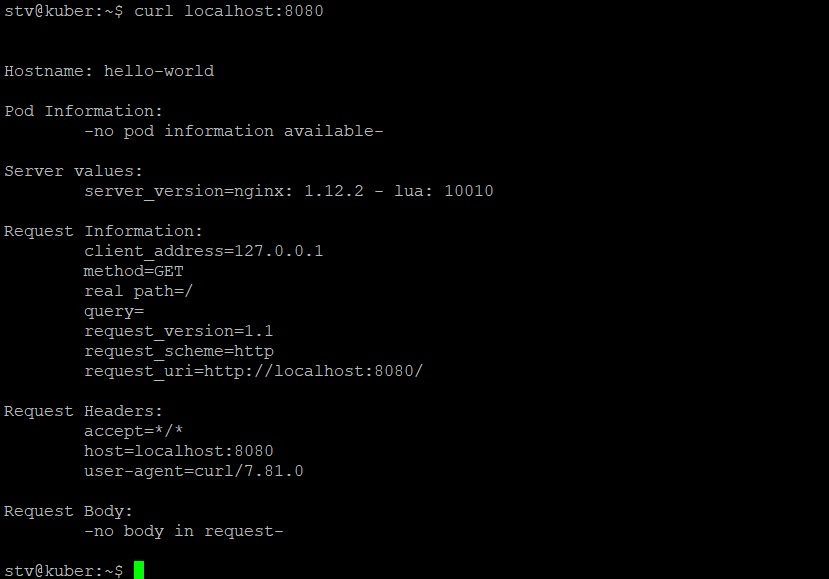 stv@kuber:~$ curl localhost:8080
Hostname: hello-world
Pod Information:
-no pod information available-
Server values:
server_version=nginx: 1.12.2 - lua: 10010
Request Information:
client_address=127.0.0.1
method=GET
real path=/
query=
request_version=1.1
request_scheme=http
request_uri=http://localhost:8080/
Request Headers:
accept=*/*
host=localhost:8080
user-agent=curl/7.81.0
Request Body:
-no body in request-
stv@kuber:~$